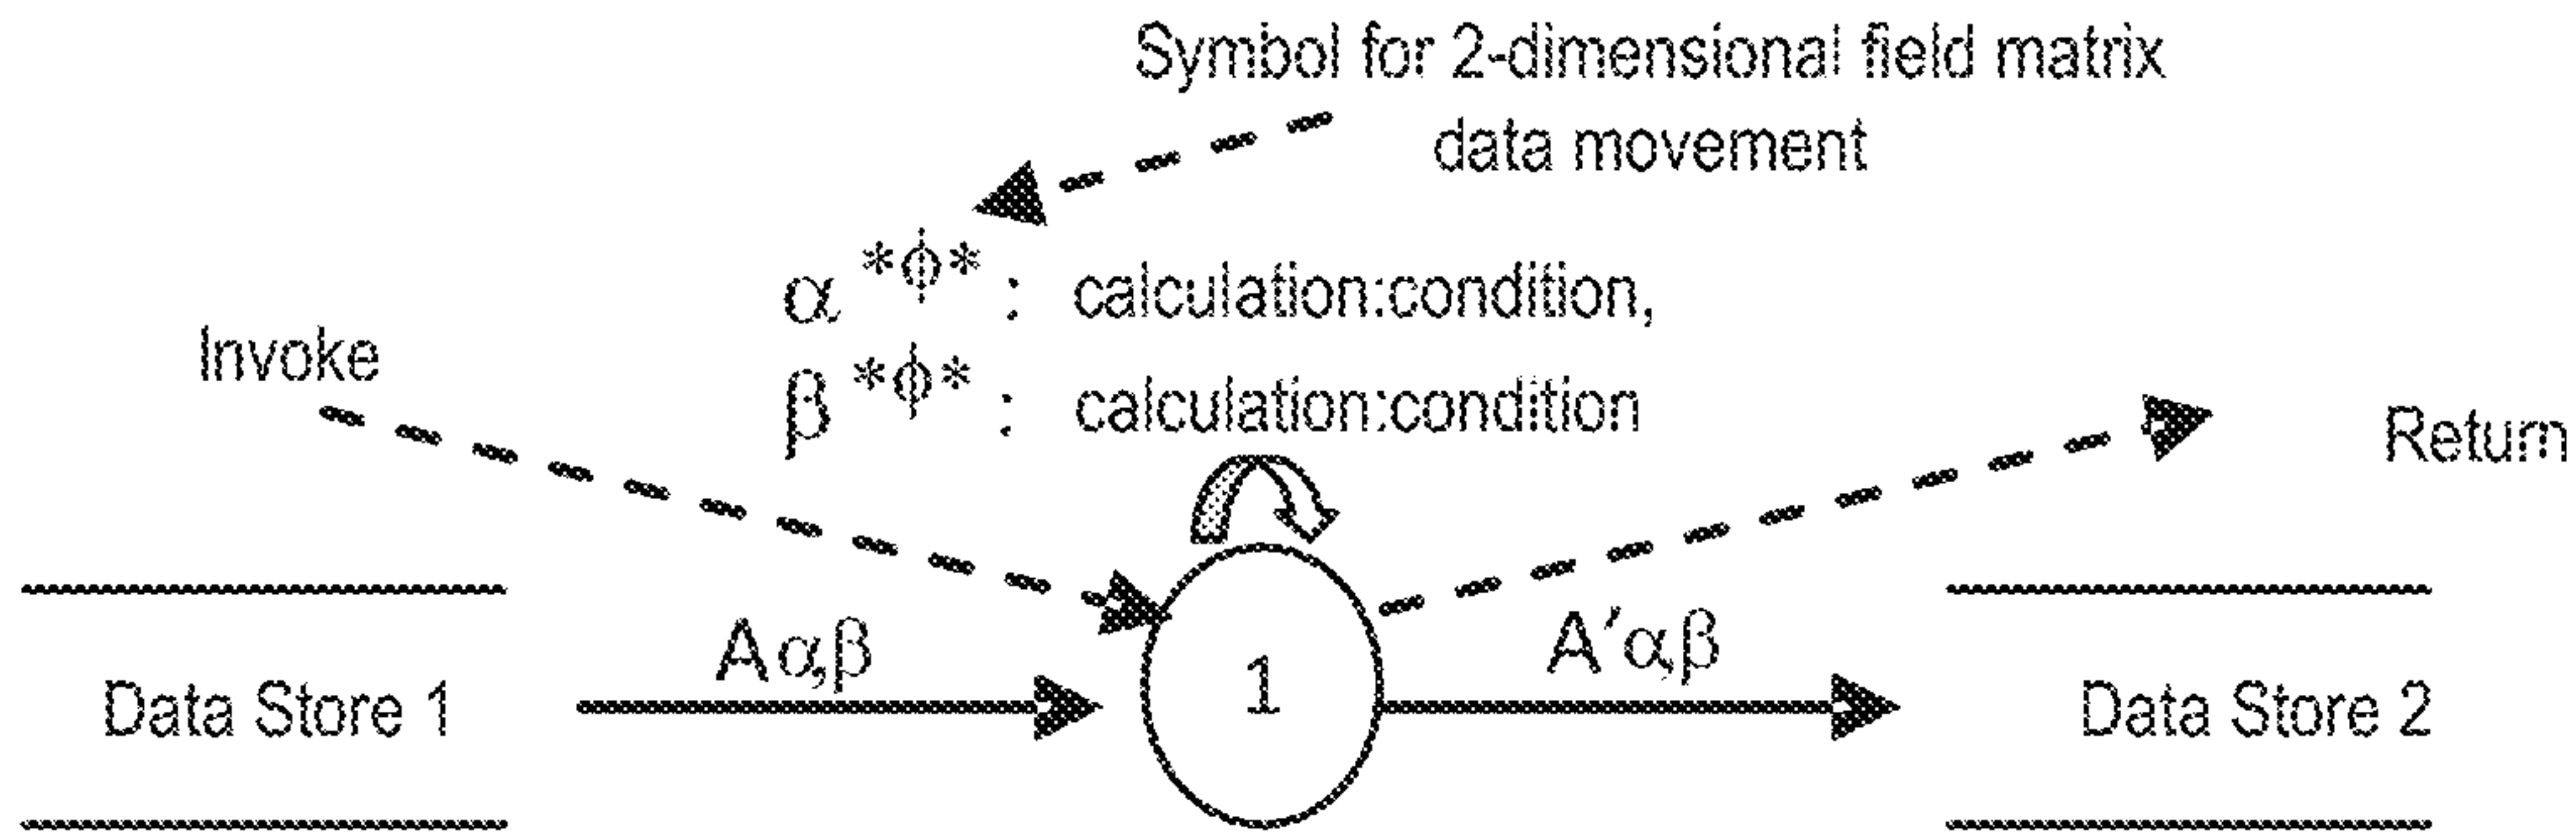 Symbol for 2-dimensional field matrix
data movement
α *ϕ* : calculation:condition,
Invoke
β *ϕ* : calculation:condition
Return
Aα,β
A′α,β
Data Store 1
1
Data Store 2